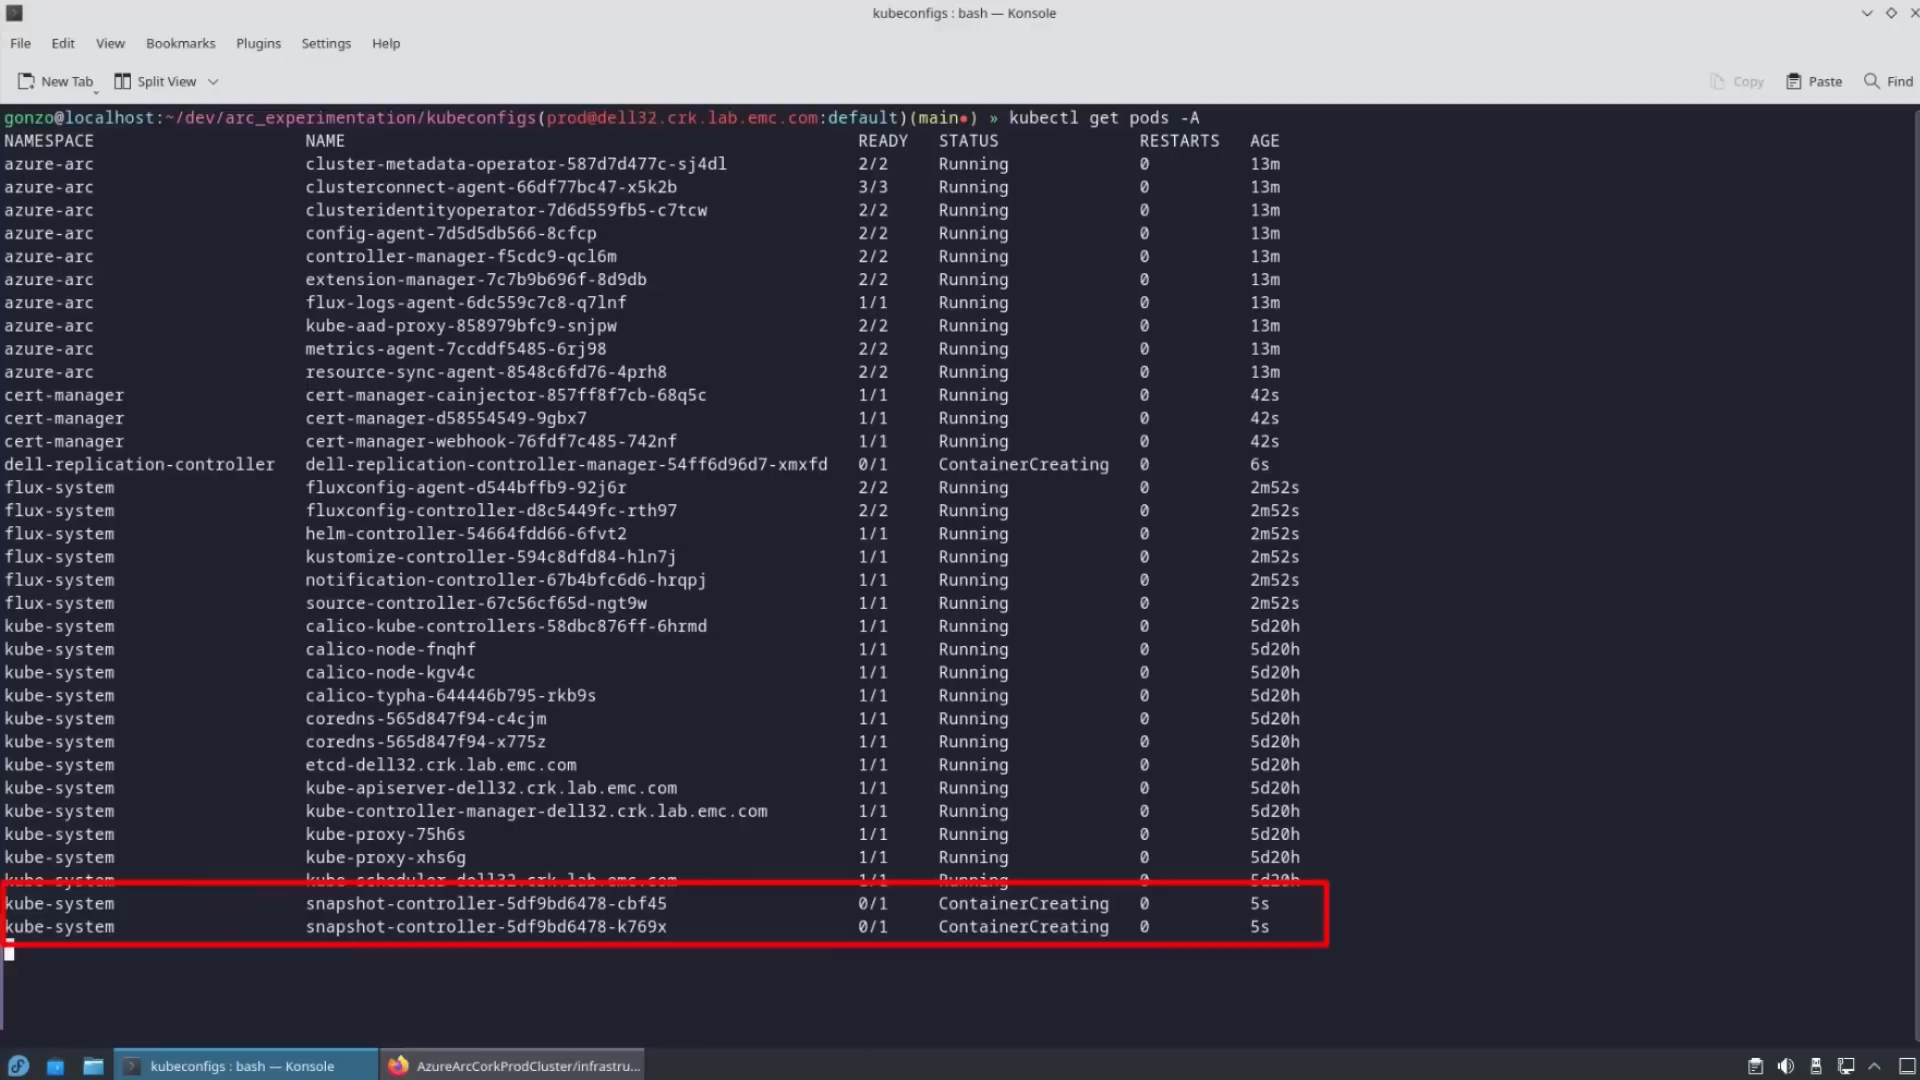 kubeconfigs : bash — Konsole
File Edit View Bookmarks Plugins Settings Help
New Tab Split View Copy Paste Find
gonzo@localhost:~/dev/arc_experimentation/kubeconfigs(prod@dell32.crk.lab.emc.com:default)(main●) » kubectl get pods -A
NAMESPACE NAME READY STATUS RESTARTS AGE
azure-arc cluster-metadata-operator-587d7d477c-sj4dl 2/2 Running 0 13m
azure-arc clusterconnect-agent-66df77bc47-x5k2b 3/3 Running 0 13m
azure-arc clusteridentityoperator-7d6d559fb5-c7tcw 2/2 Running 0 13m
azure-arc config-agent-7d5d5db566-8cfcp 2/2 Running 0 13m
azure-arc controller-manager-f5cdc9-qcl6m 2/2 Running 0 13m
azure-arc extension-manager-7c7b9b696f-8d9db 2/2 Running 0 13m
azure-arc flux-logs-agent-6dc559c7c8-q7lnf 1/1 Running 0 13m
azure-arc kube-aad-proxy-858979bfc9-snjpw 2/2 Running 0 13m
azure-arc metrics-agent-7ccddf5485-6rj98 2/2 Running 0 13m
azure-arc resource-sync-agent-8548c6fd76-4prh8 2/2 Running 0 13m
cert-manager cert-manager-cainjector-857ff8f7cb-68q5c 1/1 Running 0 42s
cert-manager cert-manager-d58554549-9gbx7 1/1 Running 0 42s
cert-manager cert-manager-webhook-76fdf7c485-742nf 1/1 Running 0 42s
dell-replication-controller dell-replication-controller-manager-54ff6d96d7-xmxfd 0/1 ContainerCreating 0 6s
flux-system fluxconfig-agent-d544bffb9-92j6r 2/2 Running 0 2m52s
flux-system fluxconfig-controller-d8c5449fc-rth97 2/2 Running 0 2m52s
flux-system helm-controller-54664fdd66-6fvt2 1/1 Running 0 2m52s
flux-system kustomize-controller-594c8dfd84-hln7j 1/1 Running 0 2m52s
flux-system notification-controller-67b4bfc6d6-hrqpj 1/1 Running 0 2m52s
flux-system source-controller-67c56cf65d-ngt9w 1/1 Running 0 2m52s
kube-system calico-kube-controllers-58dbc876ff-6hrmd 1/1 Running 0 5d20h
kube-system calico-node-fnqhf 1/1 Running 0 5d20h
kube-system calico-node-kgv4c 1/1 Running 0 5d20h
kube-system calico-typha-644446b795-rkb9s 1/1 Running 0 5d20h
kube-system coredns-565d847f94-c4cjm 1/1 Running 0 5d20h
kube-system coredns-565d847f94-x775z 1/1 Running 0 5d20h
kube-system etcd-dell32.crk.lab.emc.com 1/1 Running 0 5d20h
kube-system kube-apiserver-dell32.crk.lab.emc.com 1/1 Running 0 5d20h
kube-system kube-controller-manager-dell32.crk.lab.emc.com 1/1 Running 0 5d20h
kube-system kube-proxy-75h6s 1/1 Running 0 5d20h
kube-system kube-proxy-xhs6g 1/1 Running 0 5d20h
kube-system kube-scheduler-dell32.crk.lab.emc.com 1/1 Running 0 5d20h
kube-system snapshot-controller-5df9bd6478-cbf45 0/1 ContainerCreating 0 5s
kube-system snapshot-controller-5df9bd6478-k769x 0/1 ContainerCreating 0 5s
kubeconfigs : bash — Konsole AzureArcCorkProdCluster/infrastru...